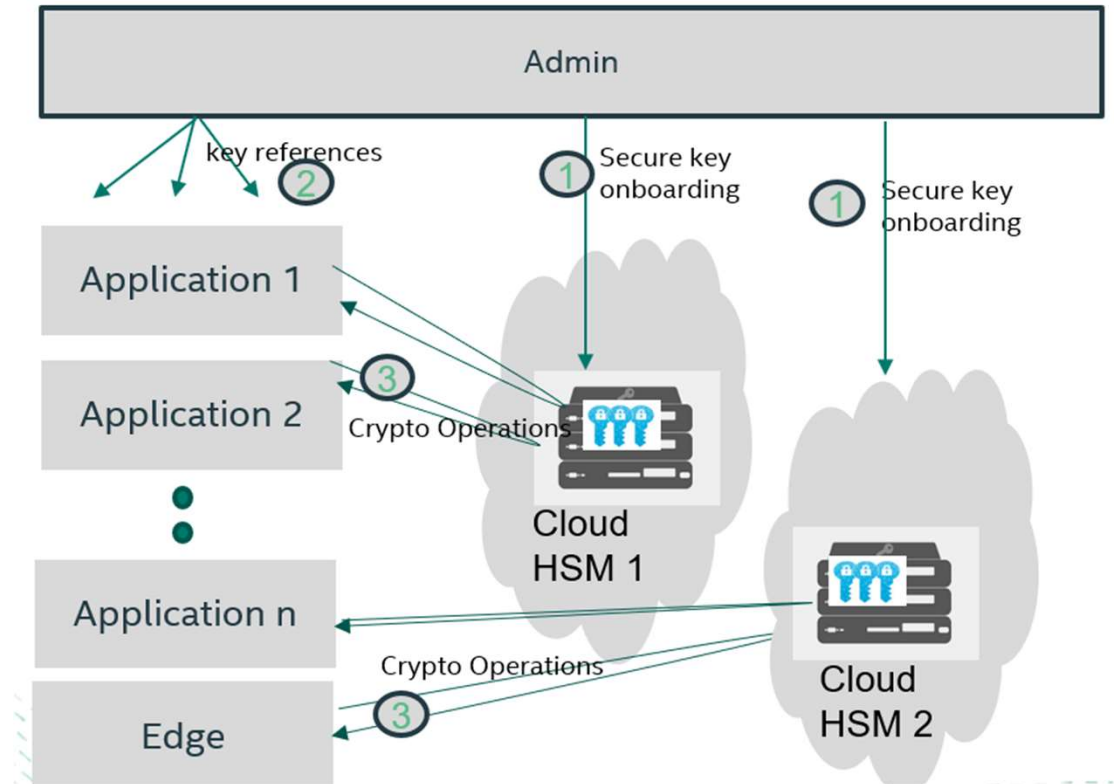 Admin
key references
2
1
Secure key
onboarding
1
Secure key
onboarding
Application 1
Application 2
3
Crypto Operations
Cloud
HSM 1
Application n
Crypto Operations
3
Edge
Cloud
HSM 2